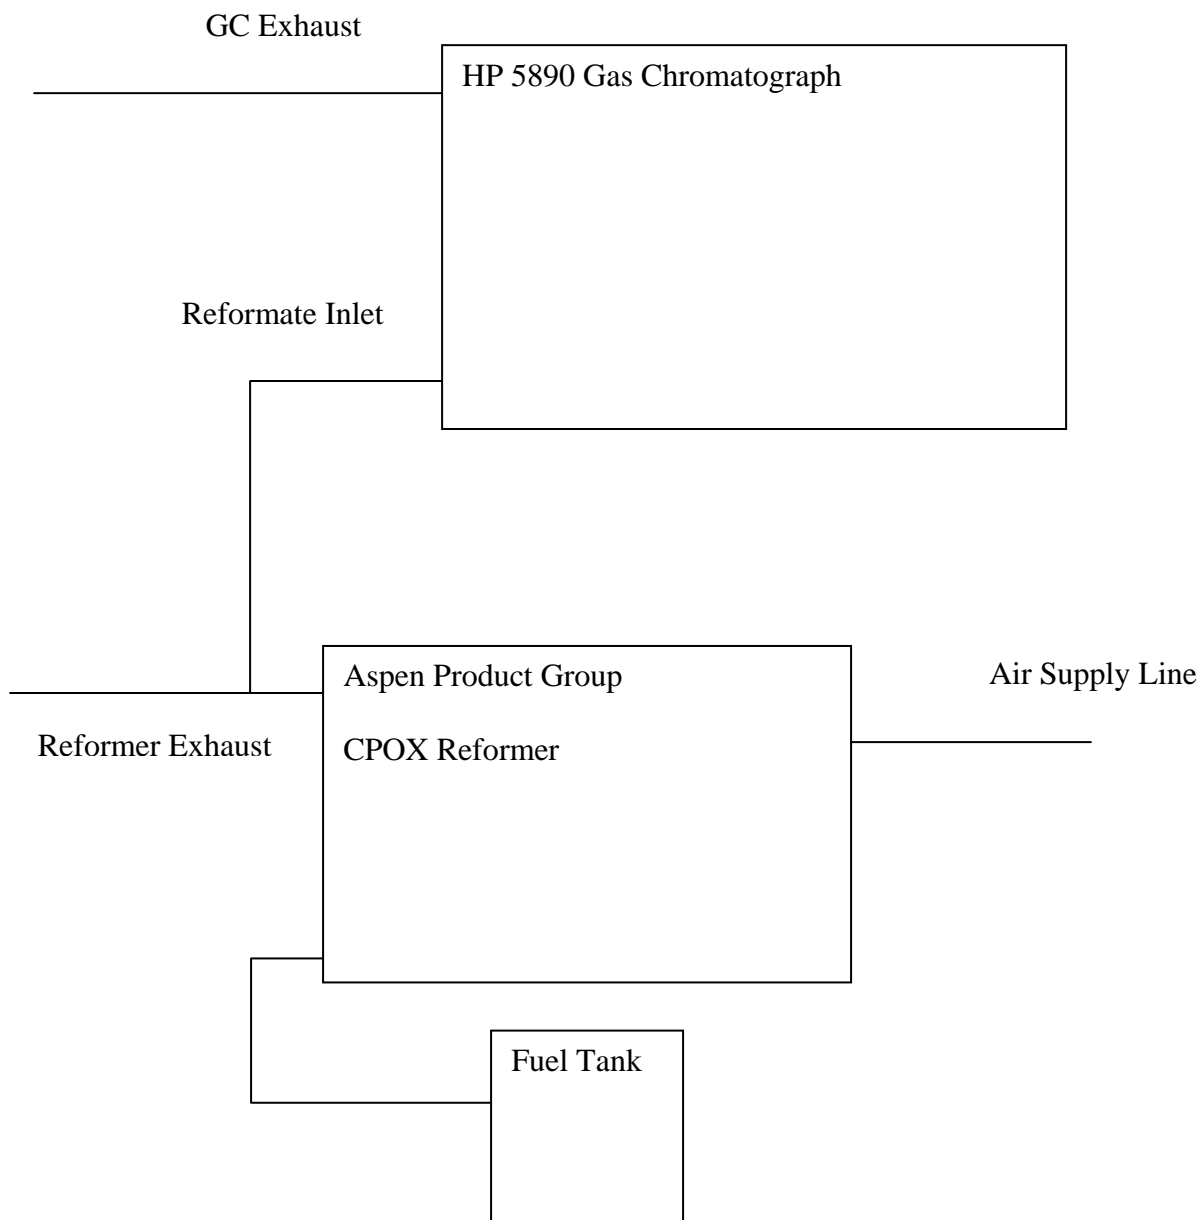 GC Exhaust
HP 5890 Gas Chromatograph
Reformate Inlet
Aspen Product Group
Air Supply Line
Reformer Exhaust
CPOX Reformer
Fuel Tank